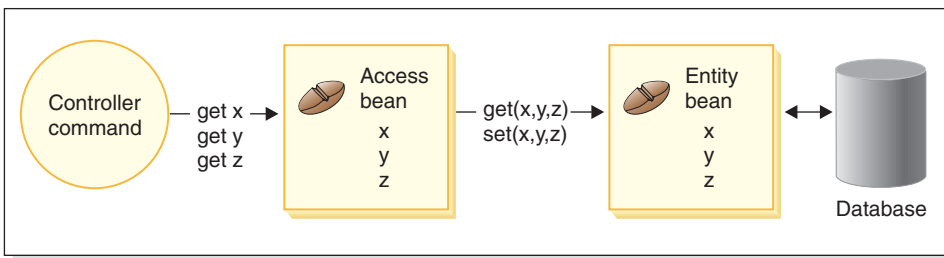 Controller
command
get x
get y
get z
Access
bean
x
y
z
get(x,y,z)
set(x,y,z)
Entity
bean
x
y
z
Database